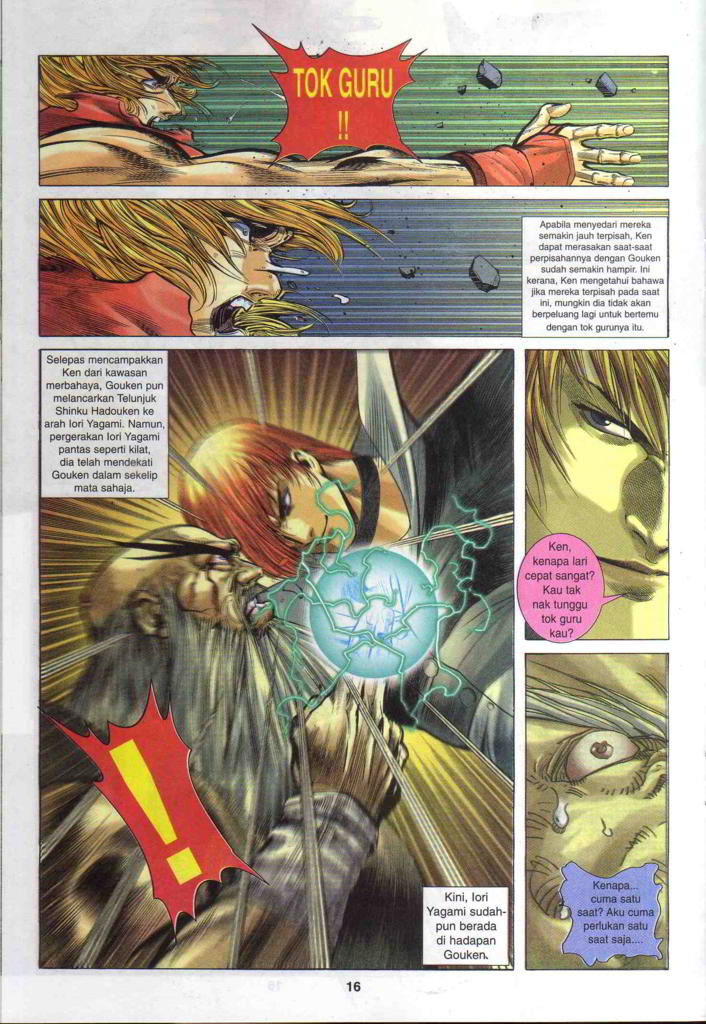 TOK GURU
!!
Apabila menyedari mereka
semakin jauh terpisah, Ken
dapat merasakan saat-saat
perpisahannya dengan Gouken
sudah semakin hampir. Ini
kerana, Ken mengetahui bahawa
jika mereka terpisah pada saat
ini, mungkin dia tidak akan
berpeluang lagi untuk bertemu
dengan tok gurunya itu.
Selepas mencampakkan
Ken dari kawasan
merbahaya, Gouken pun
melancarkan Telunjuk
Shinku Hadouken ke
arah Iori Yagami. Namun,
pergerakan Iori Yagami
pantas seperti kilat,
dia telah mendekati
Gouken dalam sekelip
mata sahaja.
Ken,
kenapa lari
cepat sangat?
Kau tak
nak tunggu
tok guru
kau?
!
Kini, Iori
Yagami sudah-
pun berada
di hadapan
Gouken.
Kenapa...
cuma satu
saat? Aku cuma
perlukan satu
saat saja....
16